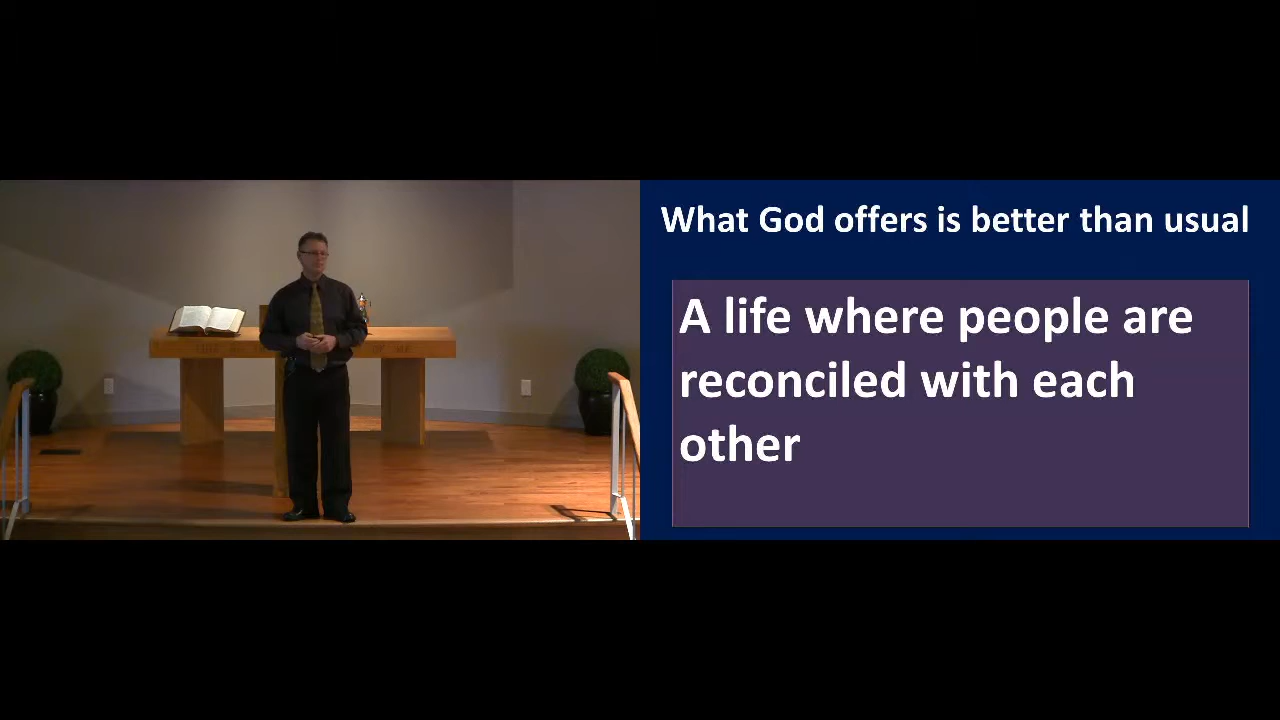 What God offers is better than usual
A life where people are
reconciled with each
other